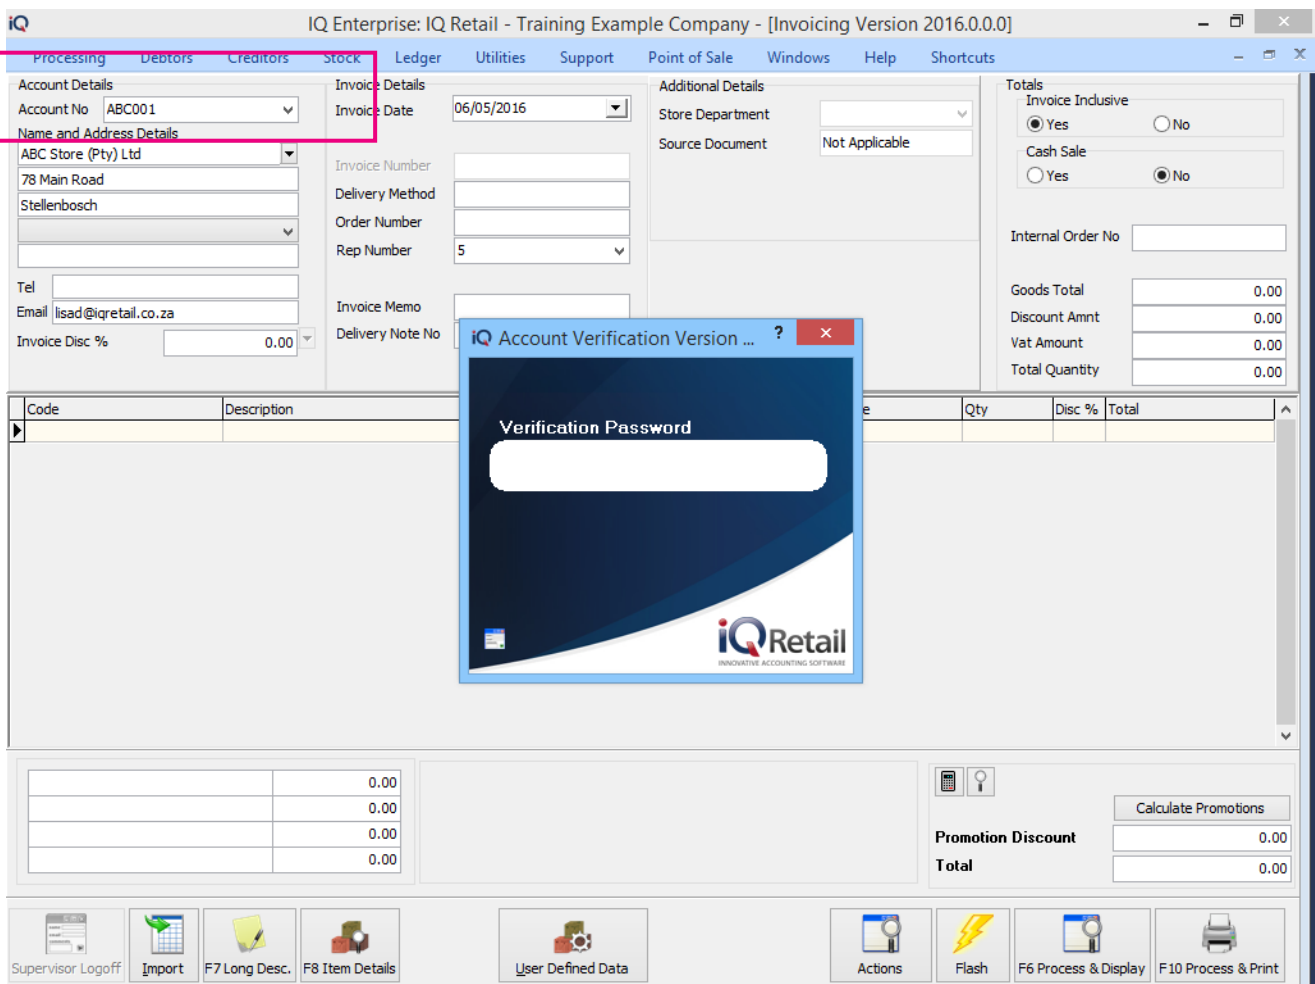 iQ IQ Enterprise: IQ Retail - Training Example Company - [Invoicing Version 2016.0.0.0]
Processing Debtors Creditors Stock Ledger Utilities Support Point of Sale Windows Help Shortcuts
Account Details
Account No ABC001
Name and Address Details
ABC Store (Pty) Ltd
78 Main Road
Stellenbosch
Tel
Email lisad@iqretail.co.za
Invoice Disc % 0.00
Invoice Details
Invoice Date 06/05/2016
Invoice Number
Delivery Method
Order Number
Rep Number 5
Invoice Memo
Delivery Note No
Additional Details
Store Department
Source Document Not Applicable
Totals
Invoice Inclusive
Yes No
Cash Sale
Yes No
Internal Order No
Goods Total 0.00
Discount Amnt 0.00
Vat Amount 0.00
Total Quantity 0.00
iQ Account Verification Version ... ?
Verification Password
iQ Retail
INNOVATIVE ACCOUNTING SOFTWARE
Code Description Qty Disc % Total
0.00
0.00
0.00
0.00
Calculate Promotions
Promotion Discount 0.00
Total 0.00
Supervisor Logoff Import F7 Long Desc. F8 Item Details User Defined Data Actions Flash F6 Process & Display F10 Process & Print